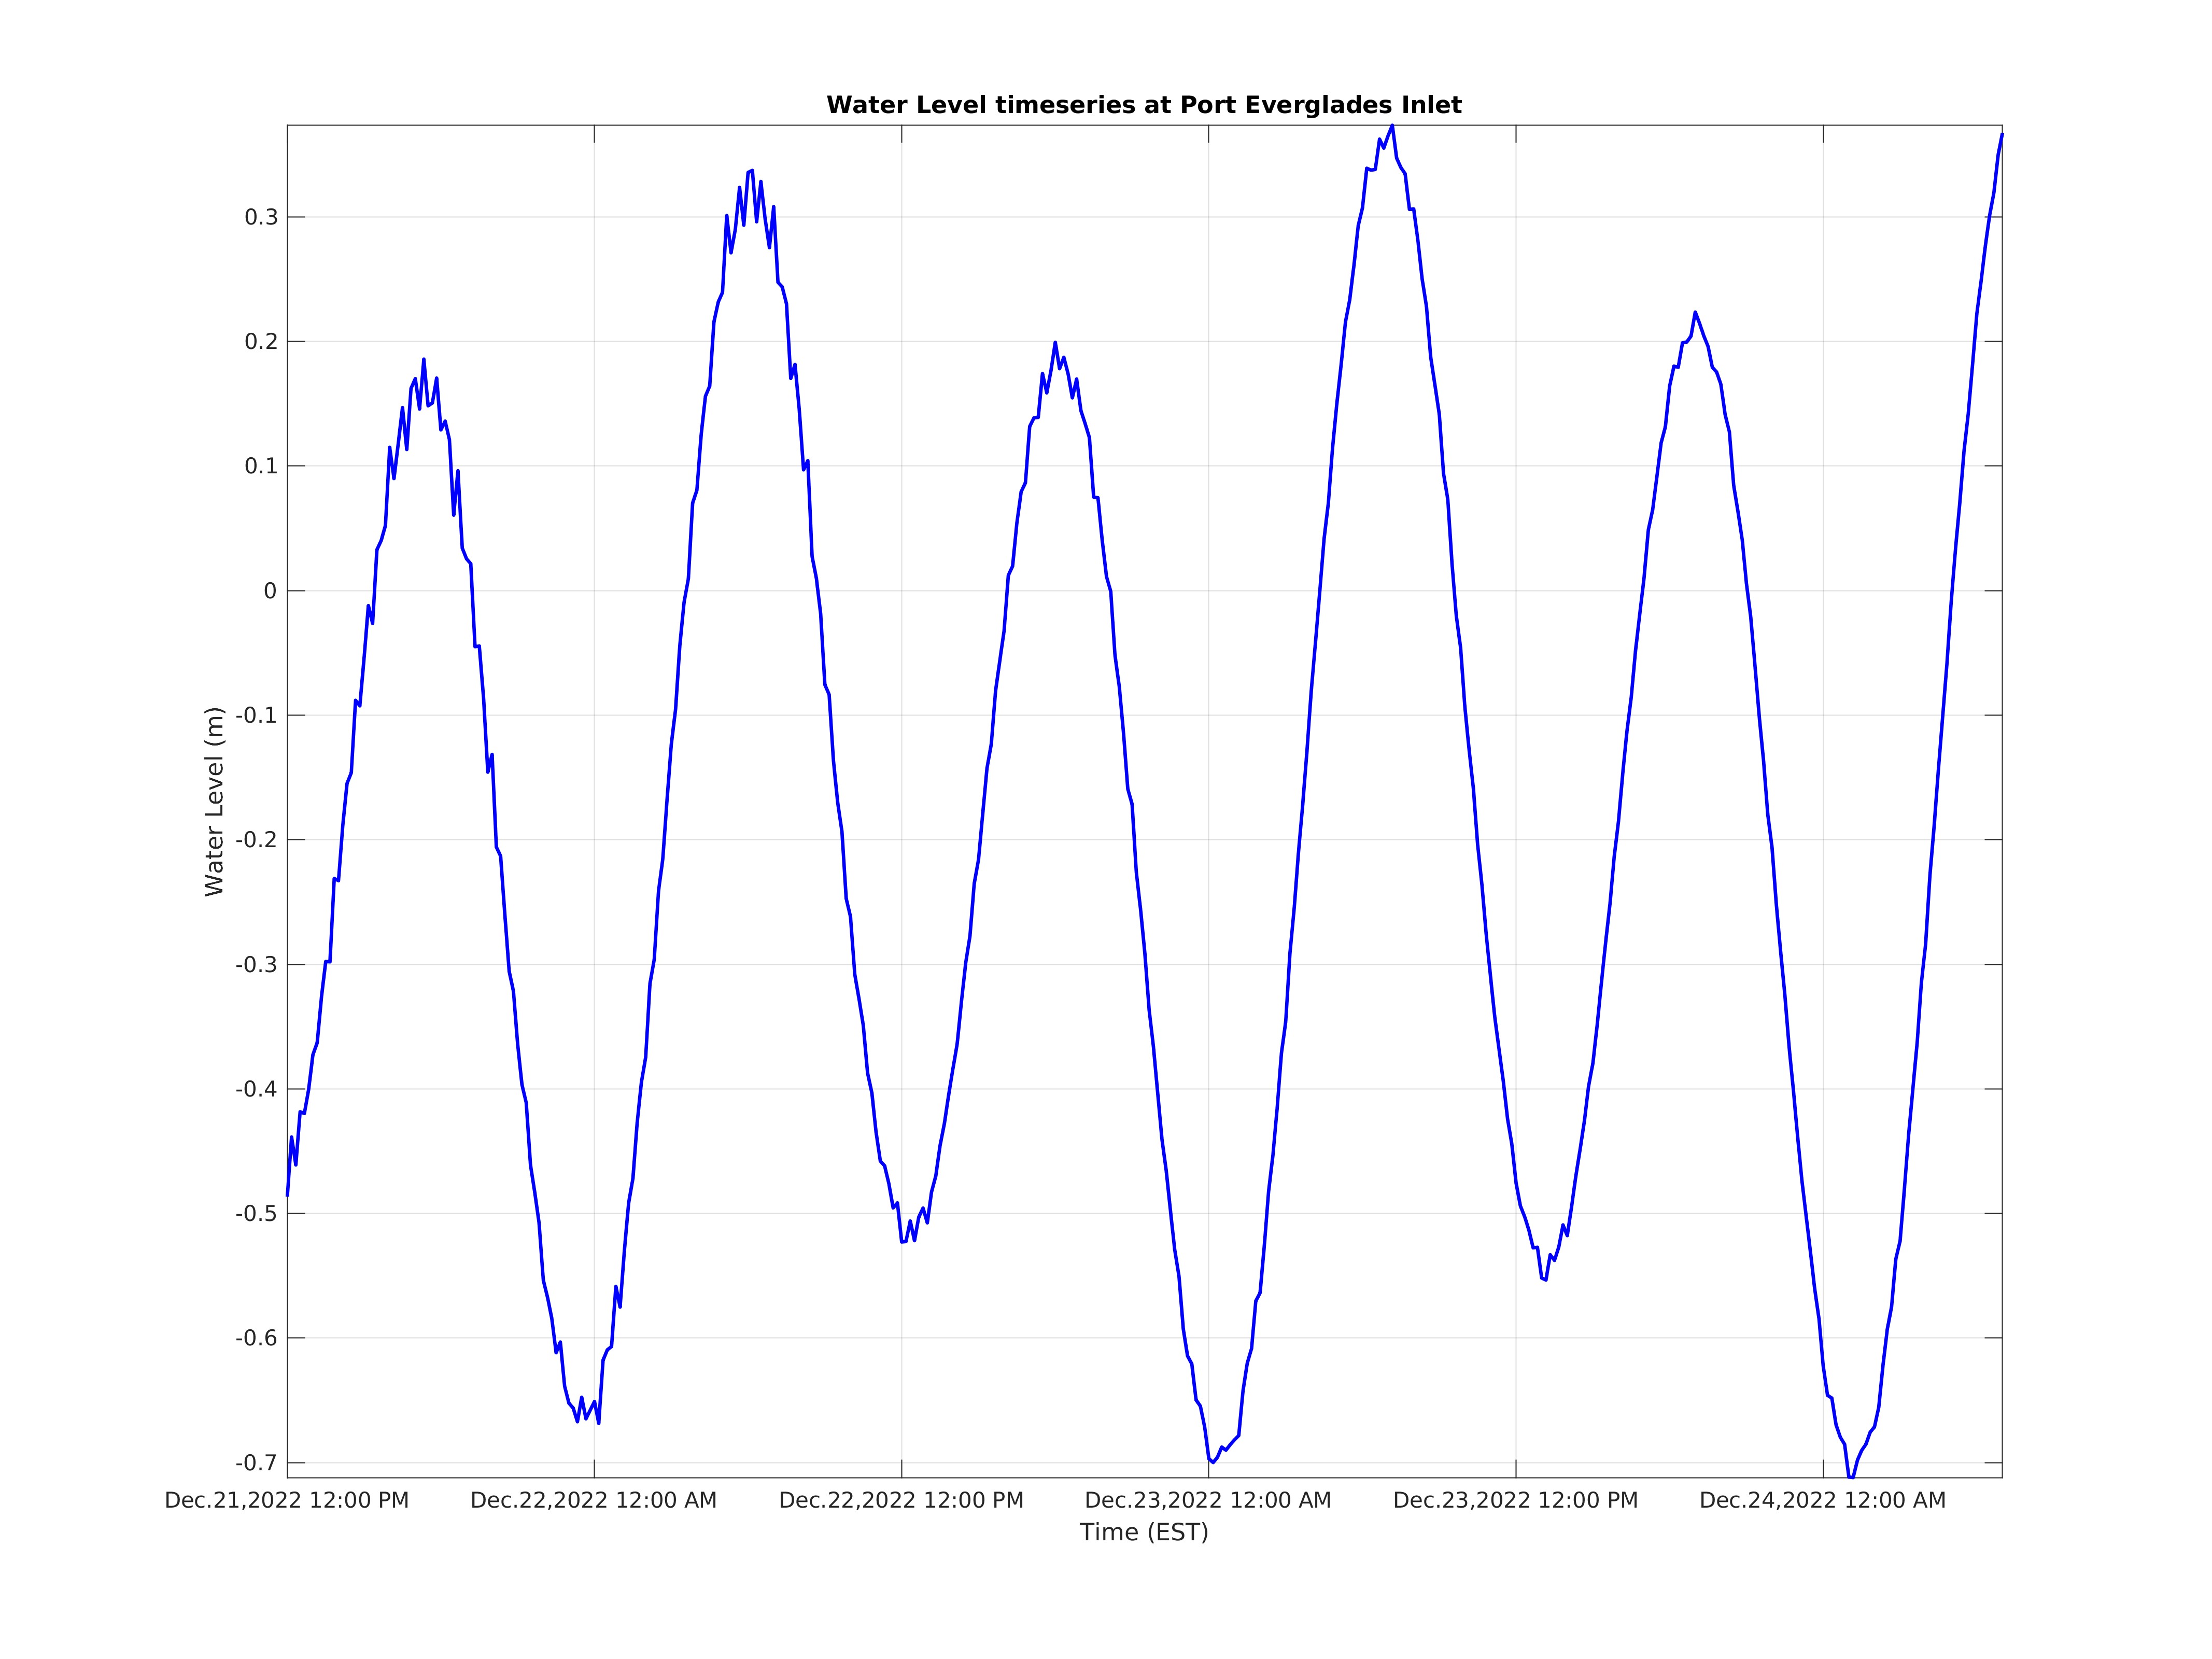 Water Level timeseries at Port Everglades Inlet
0.3
0.2
0.1
0
-0.1
-0.2
-0.3
-0.4
-0.5
-0.6
-0.7
Water Level (m)
Dec.21,2022 12:00 PM
Dec.22,2022 12:00 AM
Dec.22,2022 12:00 PM
Dec.23,2022 12:00 AM
Dec.23,2022 12:00 PM
Dec.24,2022 12:00 AM
Time (EST)